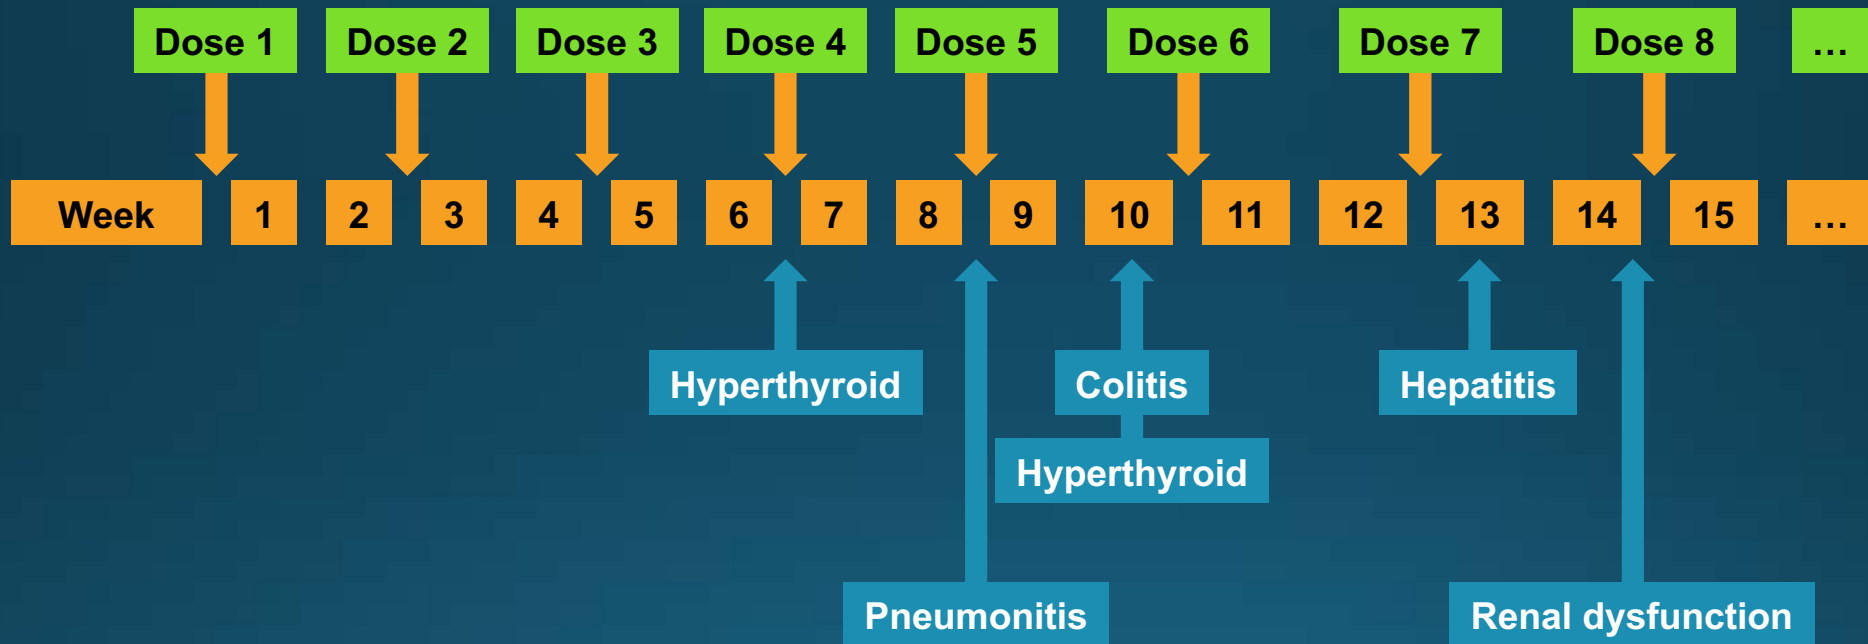 Dose 1 Dose 2 Dose 3 Dose 4 Dose 5 Dose 6 Dose 7 Dose 8 …
Week 1 2 3 4 5 6 7 8 9 10 11 12 13 14 15 …
Hyperthyroid Colitis Hepatitis
Hyperthyroid
Pneumonitis Renal dysfunction